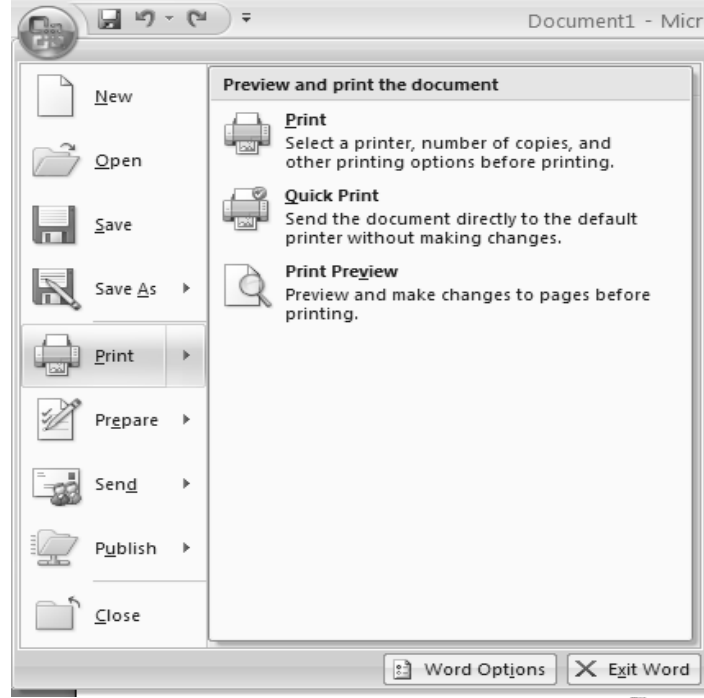 Document1 - Micr
New
Open
Save
Save As
Print
Prepare
Send
Publish
Close
Preview and print the document
Print
Select a printer, number of copies, and
other printing options before printing.
Quick Print
Send the document directly to the default
printer without making changes.
Print Preview
Preview and make changes to pages before
printing.
Word Options
Exit Word